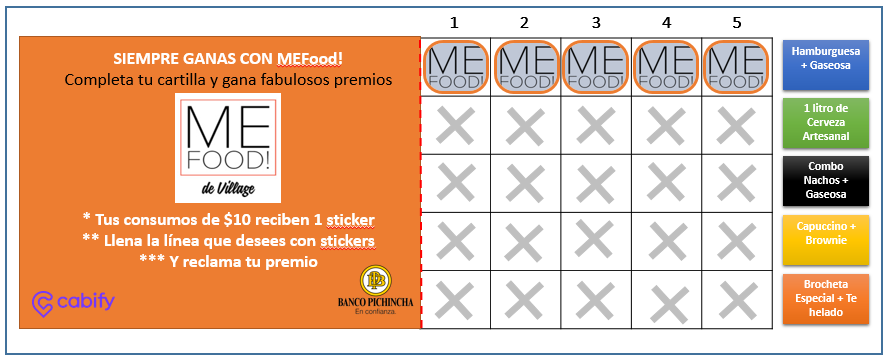 SIEMPRE GANAS CON MEFood!
Completa tu cartilla y gana fabulosos premios
ME
FOOD!
de Village
* Tus consumos de $10 reciben 1 sticker
** Llena la línea que desees con stickers
*** Y reclama tu premio
cabify
BANCO PICHINCHA
En confianza.
1 2 3 4 5
ME FOOD! ME FOOD! ME FOOD! ME FOOD! ME FOOD!
Hamburguesa
+ Gaseosa
1 litro de
Cerveza
Artesanal
Combo
Nachos +
Gaseosa
Capuccino +
Brownie
Brocheta
Especial + Te
helado